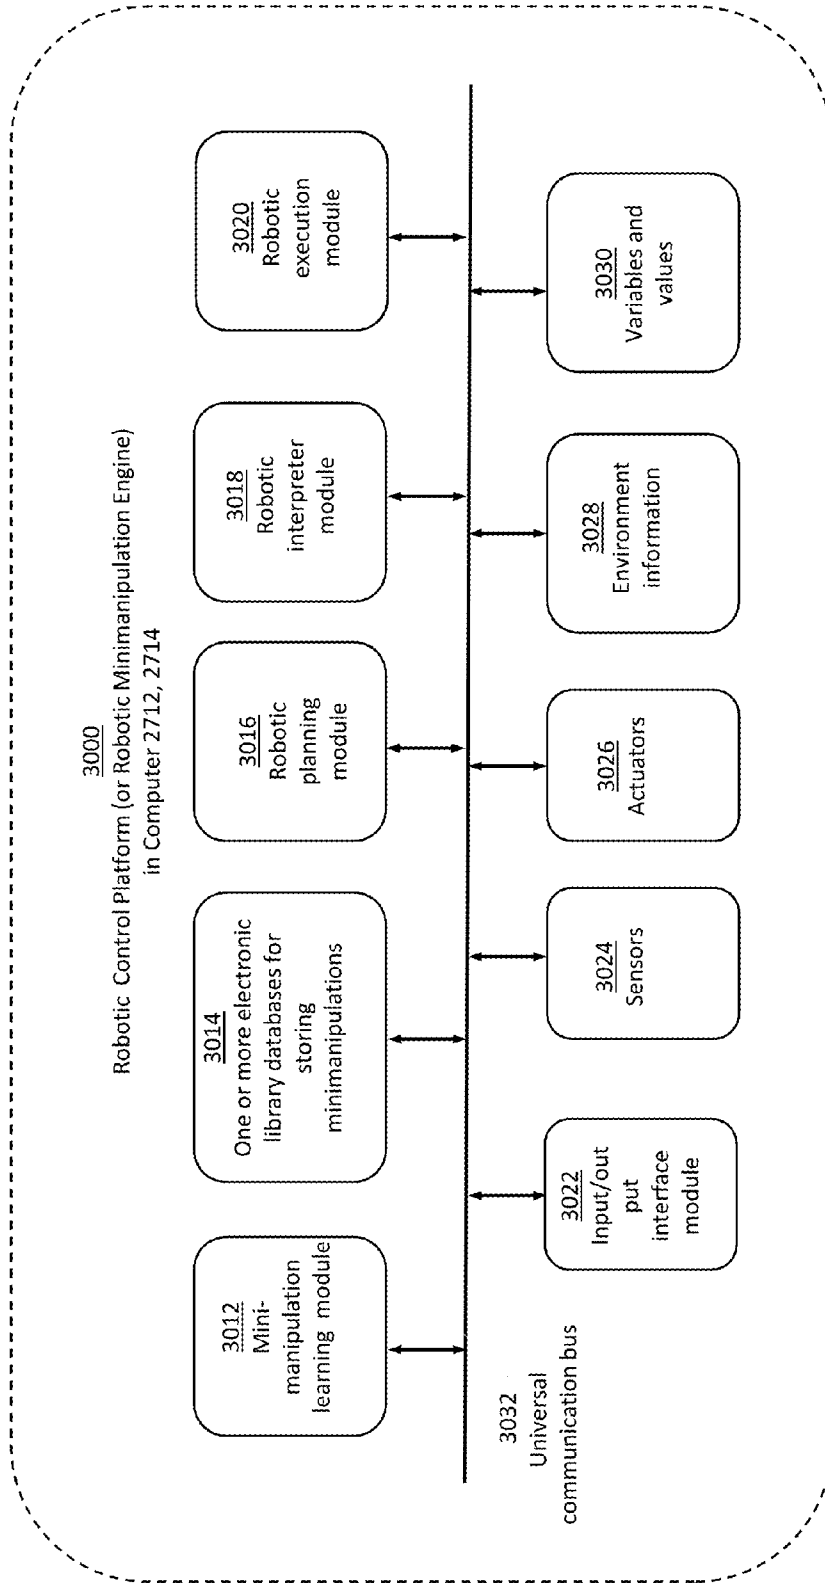 3000
Robotic Control Platform (or Robotic Minimanipulation Engine)
in Computer 2712, 2714
3012
Mini-
manipulation
learning module
3014
One or more electronic
library databases for
storing
minimanipulations
3016
Robotic
planning
module
3018
Robotic
interpreter
module
3020
Robotic
execution
module
3032
Universal
communication bus
3022
Input/out
put
interface
module
3024
Sensors
3026
Actuators
3028
Environment
information
3030
Variables and
values